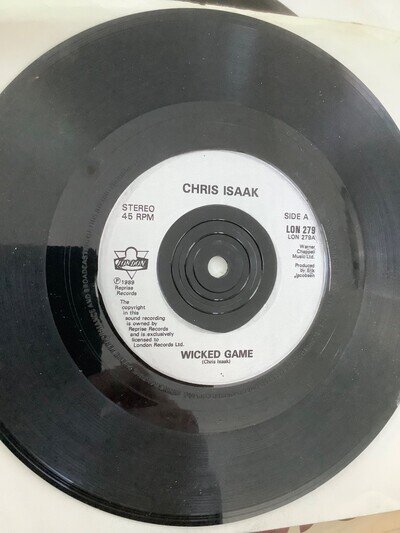 CHRIS ISAAK
STEREO
45 RPM
SIDE A
LON 279
LON 279A
Warner
Chappell
Music Ltd.
Produced
by Erik
Jacobsen
LONDON
℗ 1989
Reprise
Records
The
copyright
in this
sound recording
is owned by
Reprise Records
and is exclusively
licensed to
London Records Ltd.
WICKED GAME
(Chris Isaak)